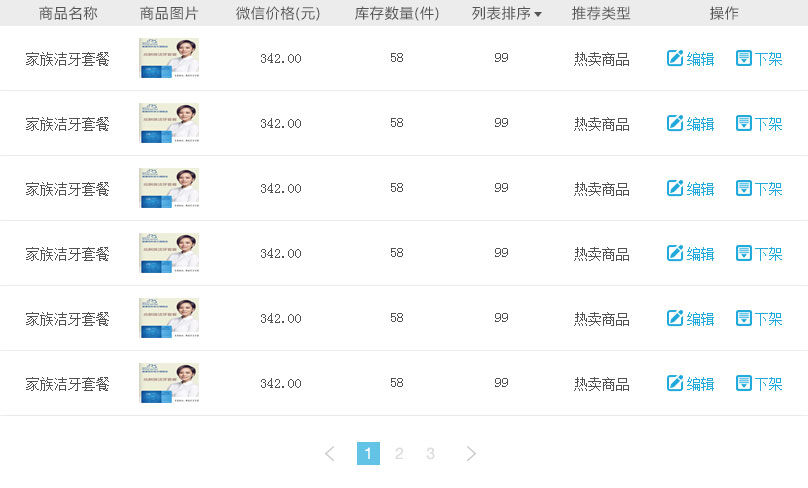 商品名称 商品图片 微信价格(元) 库存数量(件) 列表排序 推荐类型 操作
家族洁牙套餐 342.00 58 99 热卖商品 编辑 下架
家族洁牙套餐 342.00 58 99 热卖商品 编辑 下架
家族洁牙套餐 342.00 58 99 热卖商品 编辑 下架
家族洁牙套餐 342.00 58 99 热卖商品 编辑 下架
家族洁牙套餐 342.00 58 99 热卖商品 编辑 下架
家族洁牙套餐 342.00 58 99 热卖商品 编辑 下架
1 2 3